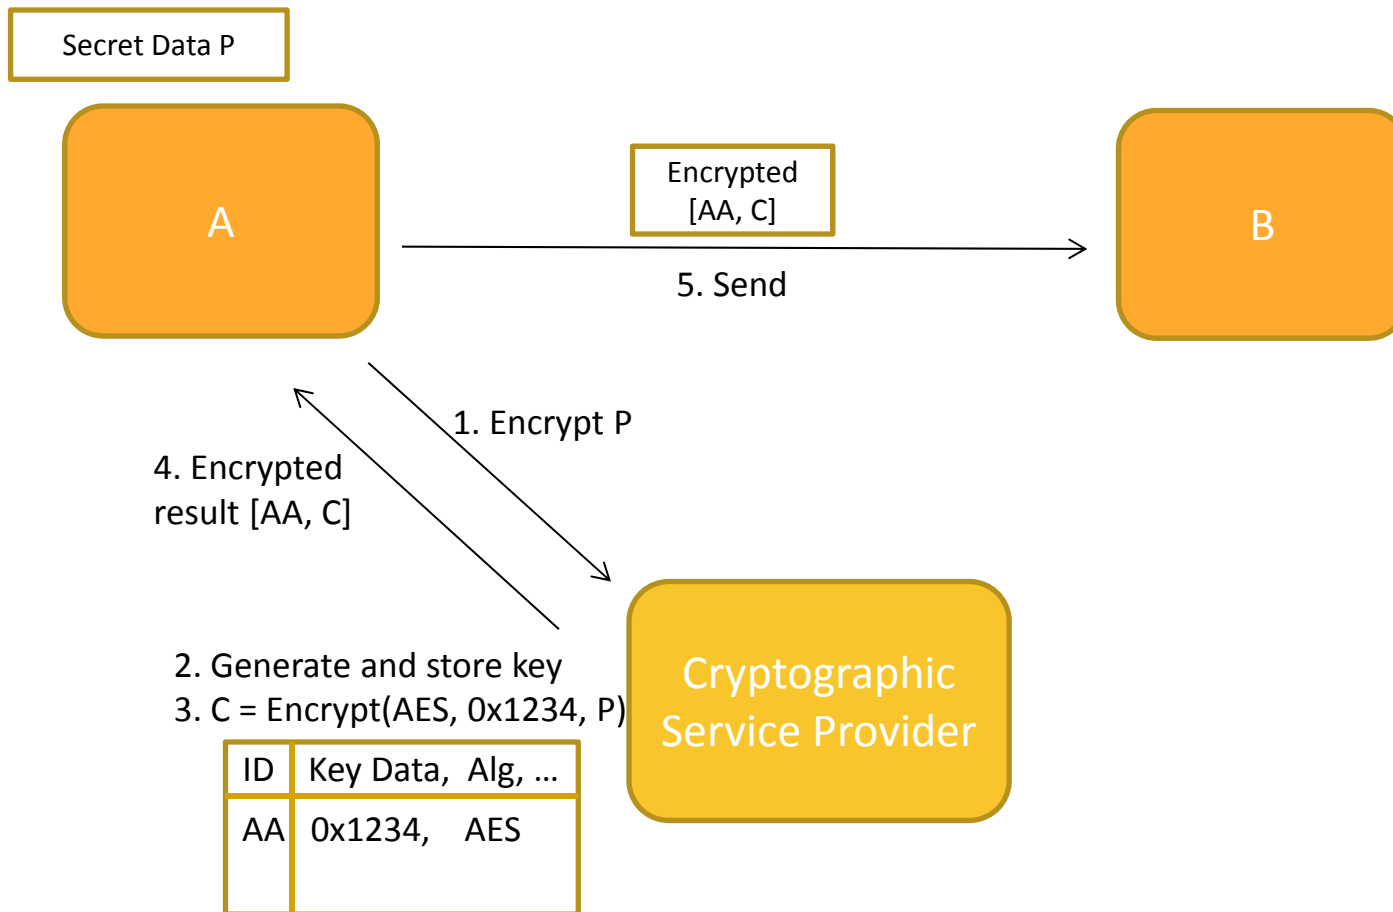 Secret Data P
A
Encrypted
[AA, C]
B
5. Send
1. Encrypt P
4. Encrypted
result [AA, C]
2. Generate and store key
3. C = Encrypt(AES, 0x1234, P)
Cryptographic
Service Provider
ID Key Data, Alg, ...
AA 0x1234, AES